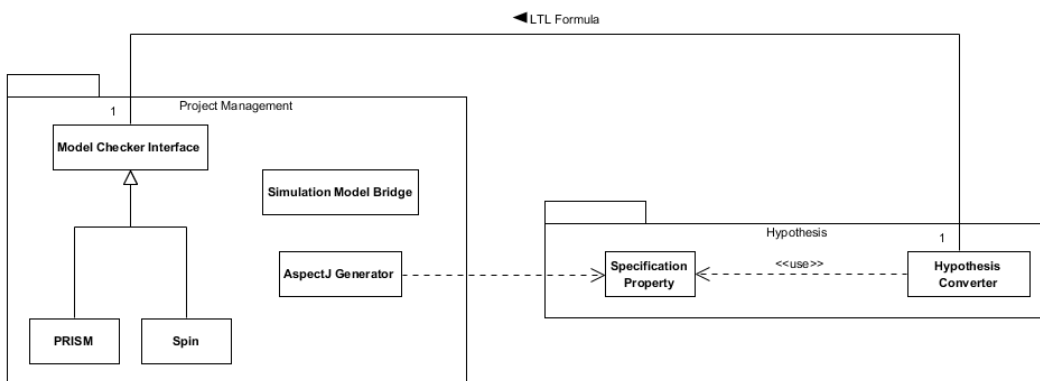 ◄ LTL Formula
1
Project Management
Model Checker Interface
Simulation Model Bridge
AspectJ Generator
PRISM
Spin
Hypothesis
1
Specification
Property
<<use>>
Hypothesis
Converter